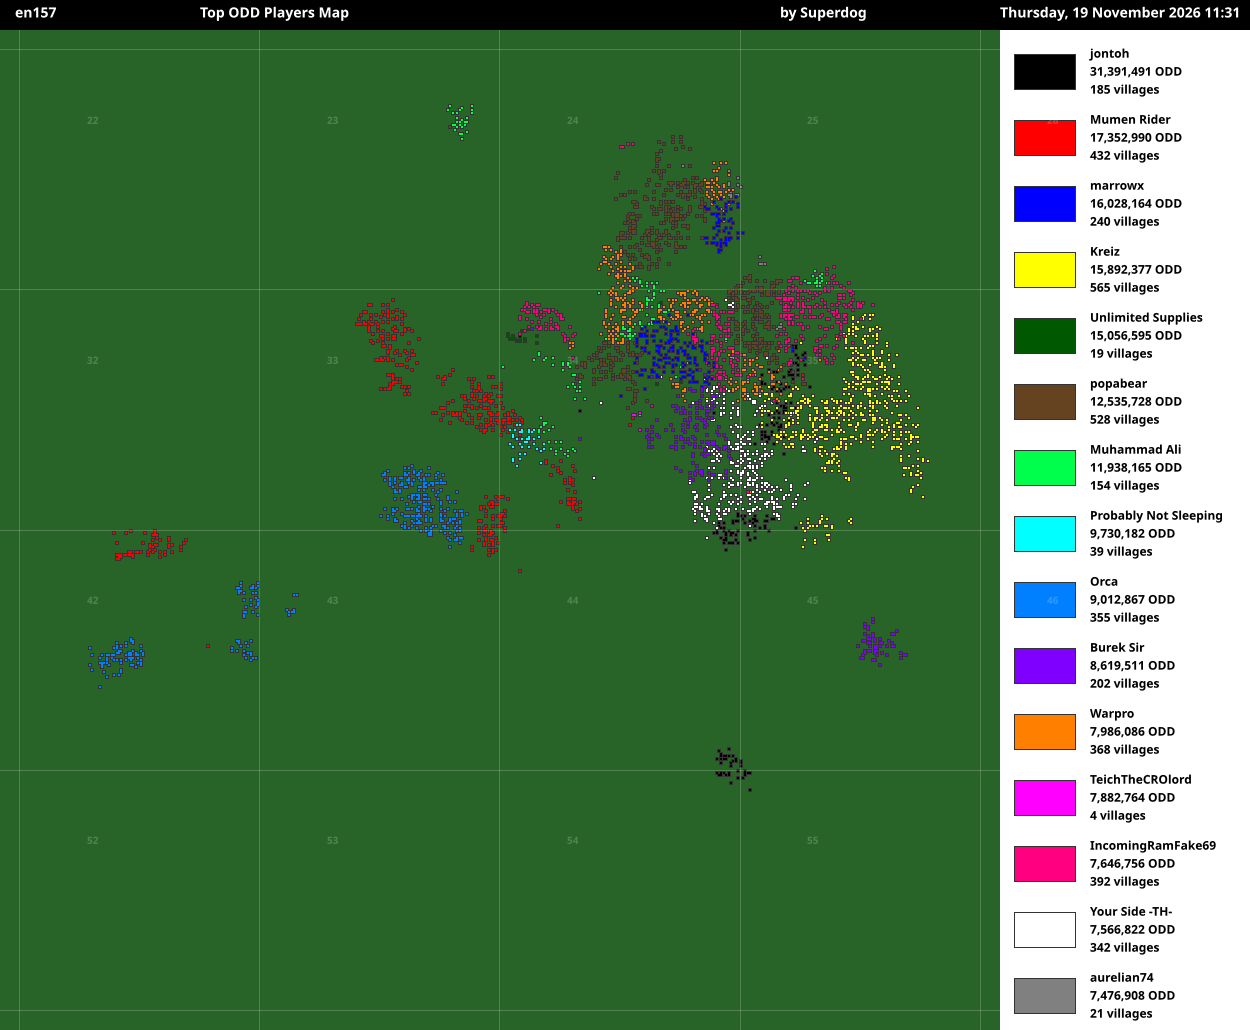 en157
Top ODD Players Map
by Superdog
Thursday, 19 November 2026 11:31
22
23
24
25
32
33
42
43
44
45
46
52
53
54
55
jontoh
31,391,491 ODD
185 villages
Mumen Rider
17,352,990 ODD
432 villages
marrowx
16,028,164 ODD
240 villages
Kreiz
15,892,377 ODD
565 villages
Unlimited Supplies
15,056,595 ODD
19 villages
popabear
12,535,728 ODD
528 villages
Muhammad Ali
11,938,165 ODD
154 villages
Probably Not Sleeping
9,730,182 ODD
39 villages
Orca
9,012,867 ODD
355 villages
Burek Sir
8,619,511 ODD
202 villages
Warpro
7,986,086 ODD
368 villages
TeichTheCROlord
7,882,764 ODD
4 villages
IncomingRamFake69
7,646,756 ODD
392 villages
Your Side -TH-
7,566,822 ODD
342 villages
aurelian74
7,476,908 ODD
21 villages